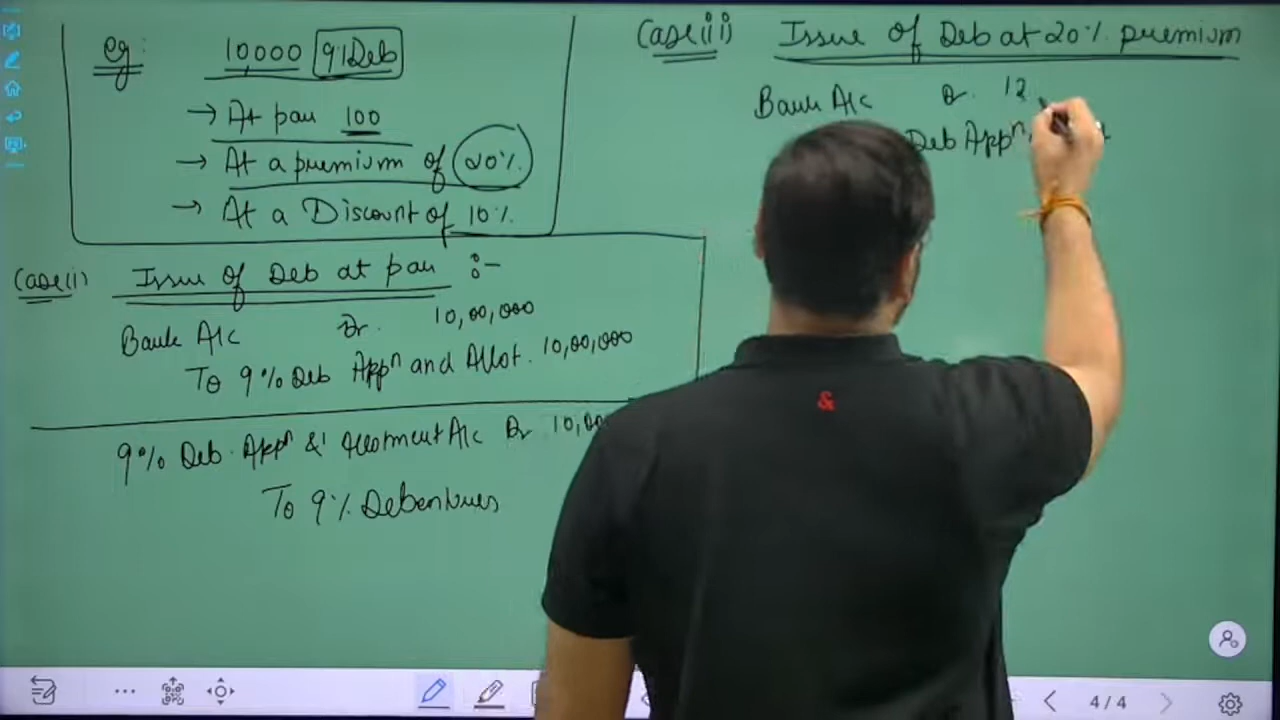 eg:
10000 9% Deb
→ At par 100
→ At a premium of 20%
→ At a Discount of 10%.
Case(i) Issue of Deb at par :-
Bank A/c Dr. 10,00,000
To 9% Deb Appⁿ and Allot. 10,00,000
9% Deb. Appⁿ & Allotment A/c Dr 10,00
To 9% Debentures
Case(ii) Issue of Deb at 20% premium
Bank A/c Dr. 12
Deb Appⁿ
&
4/4